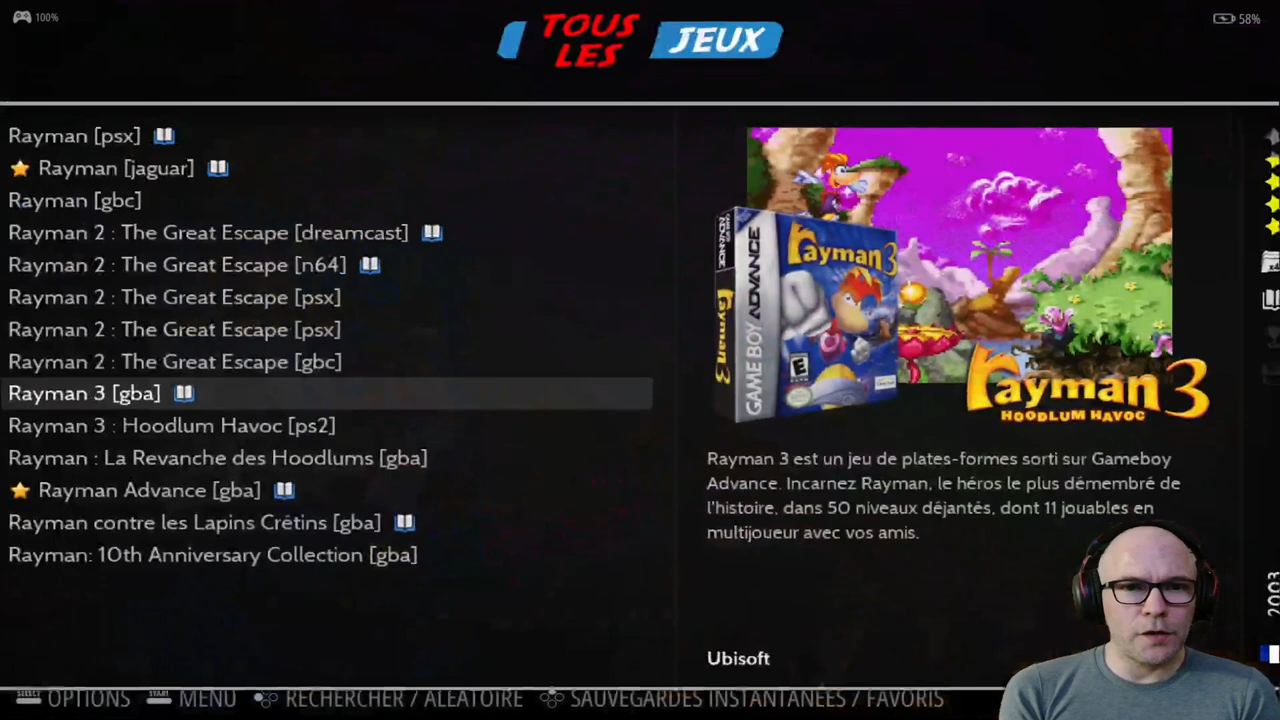 100%
TOUS LES JEUX
58%
Rayman [psx]
Rayman [jaguar]
Rayman [gbc]
Rayman 2 : The Great Escape [dreamcast]
Rayman 2 : The Great Escape [n64]
Rayman 2 : The Great Escape [psx]
Rayman 2 : The Great Escape [psx]
Rayman 2 : The Great Escape [gbc]
Rayman 3 [gba]
Rayman 3 : Hoodlum Havoc [ps2]
Rayman : La Revanche des Hoodlums [gba]
Rayman Advance [gba]
Rayman contre les Lapins Crétins [gba]
Rayman: 10th Anniversary Collection [gba]
GAME BOY ADVANCE
rayman 3
rayman 3
E
rayman 3
HOODLUM HAVOC
Rayman 3 est un jeu de plates-formes sorti sur Gameboy
Advance. Incarnez Rayman, le héros le plus démembré de
l'histoire, dans 50 niveaux déjantés, dont 11 jouables en
multijoueur avec vos amis.
2003
Ubisoft
SELECT OPTIONS START MENU RECHERCHER / ALEATOIRE SAUVEGARDES INSTANTANÉES / FAVORIS